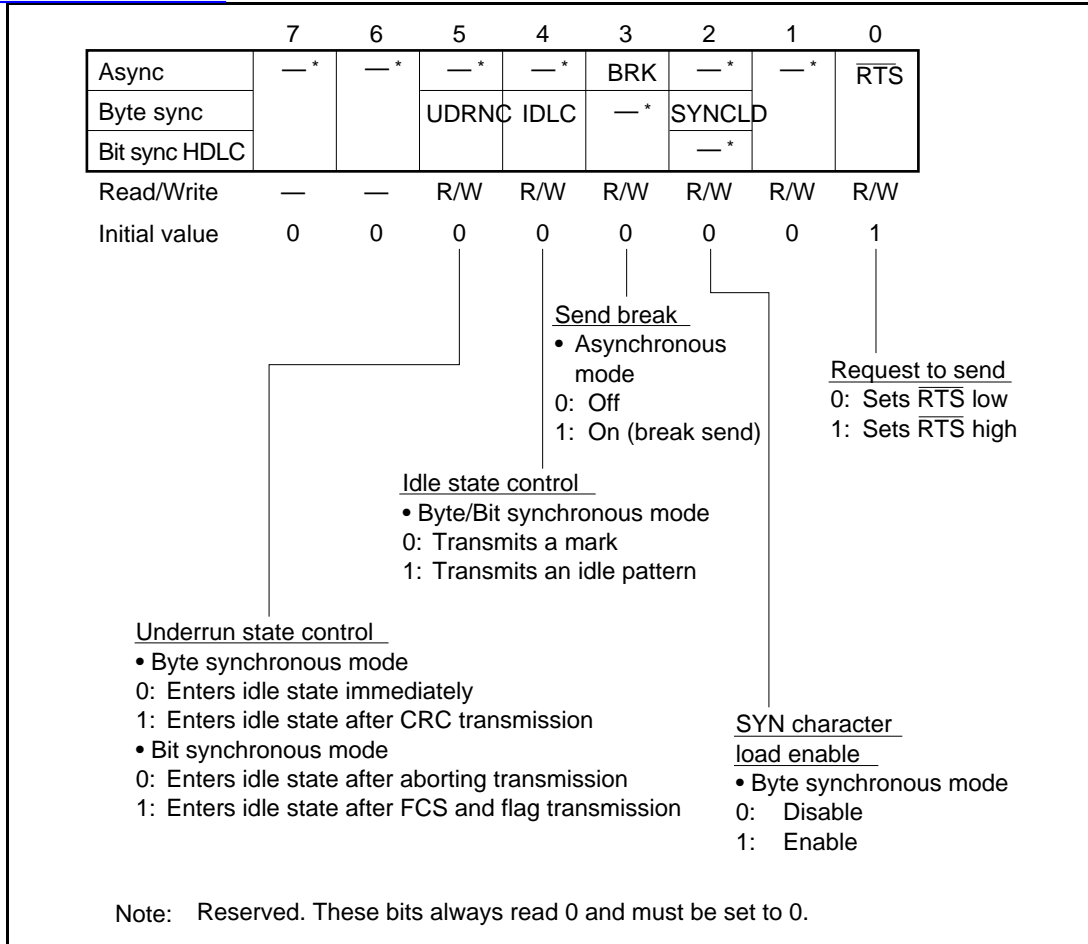 7 6 5 4 3 2 1 0
Async —* —* —* —* BRK —* —* RTS
Byte sync UDRNC IDLC —* SYNCLD
Bit sync HDLC —*
Read/Write — — R/W R/W R/W R/W R/W R/W
Initial value 0 0 0 0 0 0 0 1
Send break
• Asynchronous
mode
0: Off
1: On (break send)
Request to send
0: Sets RTS low
1: Sets RTS high
Idle state control
• Byte/Bit synchronous mode
0: Transmits a mark
1: Transmits an idle pattern
Underrun state control
• Byte synchronous mode
0: Enters idle state immediately
1: Enters idle state after CRC transmission
• Bit synchronous mode
0: Enters idle state after aborting transmission
1: Enters idle state after FCS and flag transmission
SYN character
load enable
• Byte synchronous mode
0: Disable
1: Enable
Note: Reserved. These bits always read 0 and must be set to 0.